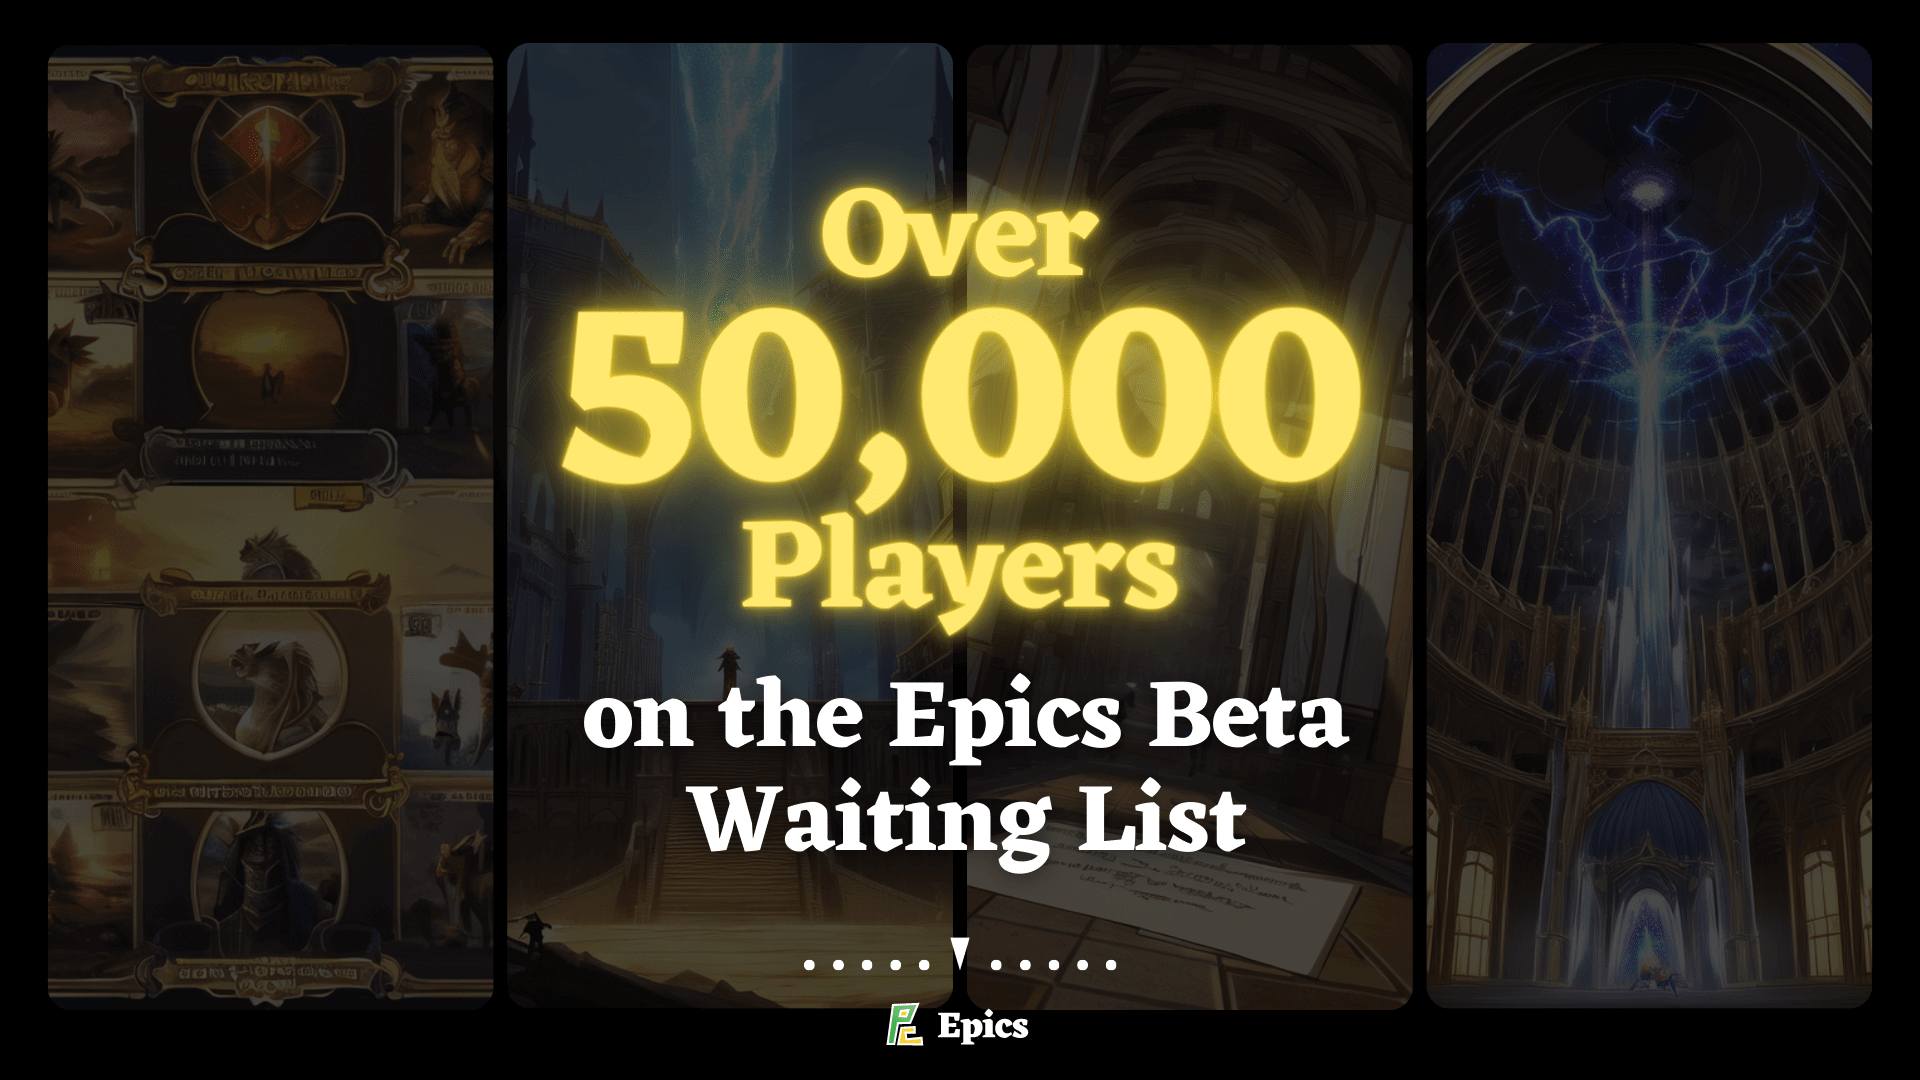 Over
50,000
Players
on the Epics Beta
Waiting List
Epics